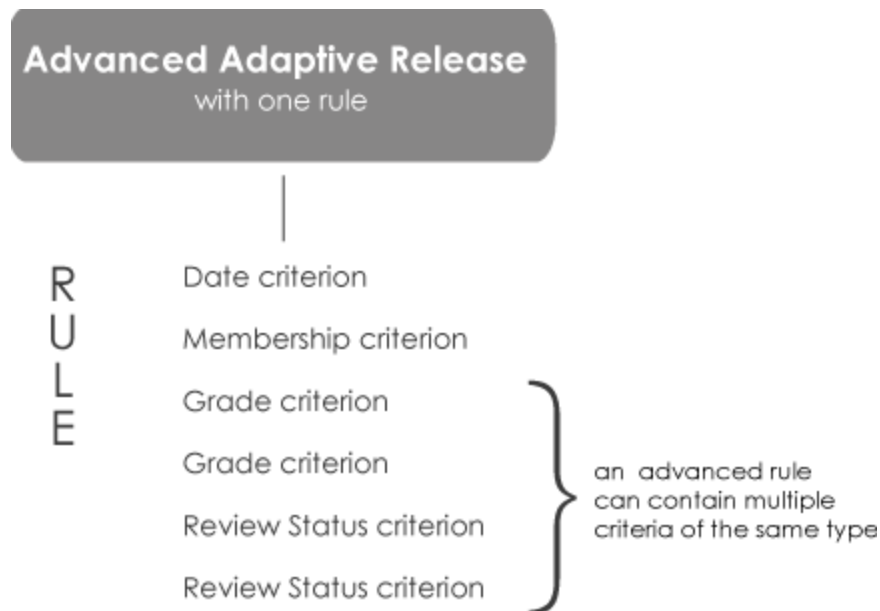 Advanced Adaptive Release
with one rule
RULE
Date criterion
Membership criterion
Grade criterion
Grade criterion
Review Status criterion
Review Status criterion
an advanced rule
can contain multiple
criteria of the same type